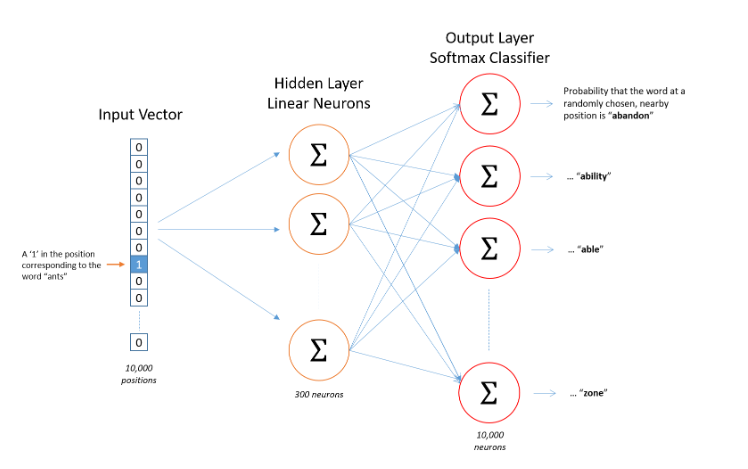 Output Layer
Softmax Classifier
Hidden Layer
Linear Neurons
Input Vector
0
0
0
0
0
0
0
1
0
0
0
A ‘1’ in the position
corresponding to the
word “ants”
10,000
positions
Σ
Σ
Σ
300 neurons
Σ
Σ
Σ
Σ
10,000
neurons
Probability that the word at a
randomly chosen, nearby
position is “abandon”
... “ability”
... “able”
... “zone”